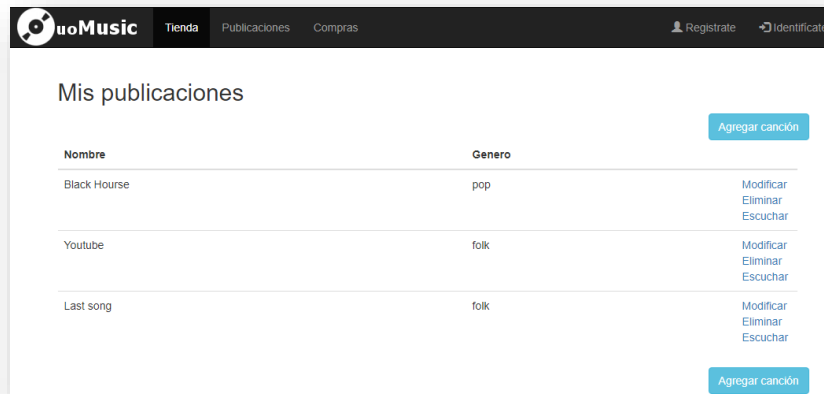 uoMusic Tienda Publicaciones Compras Registrate Identifícate
Mis publicaciones
Agregar canción
Nombre Genero
Black Hourse pop Modificar
Eliminar
Escuchar
Youtube folk Modificar
Eliminar
Escuchar
Last song folk Modificar
Eliminar
Escuchar
Agregar canción